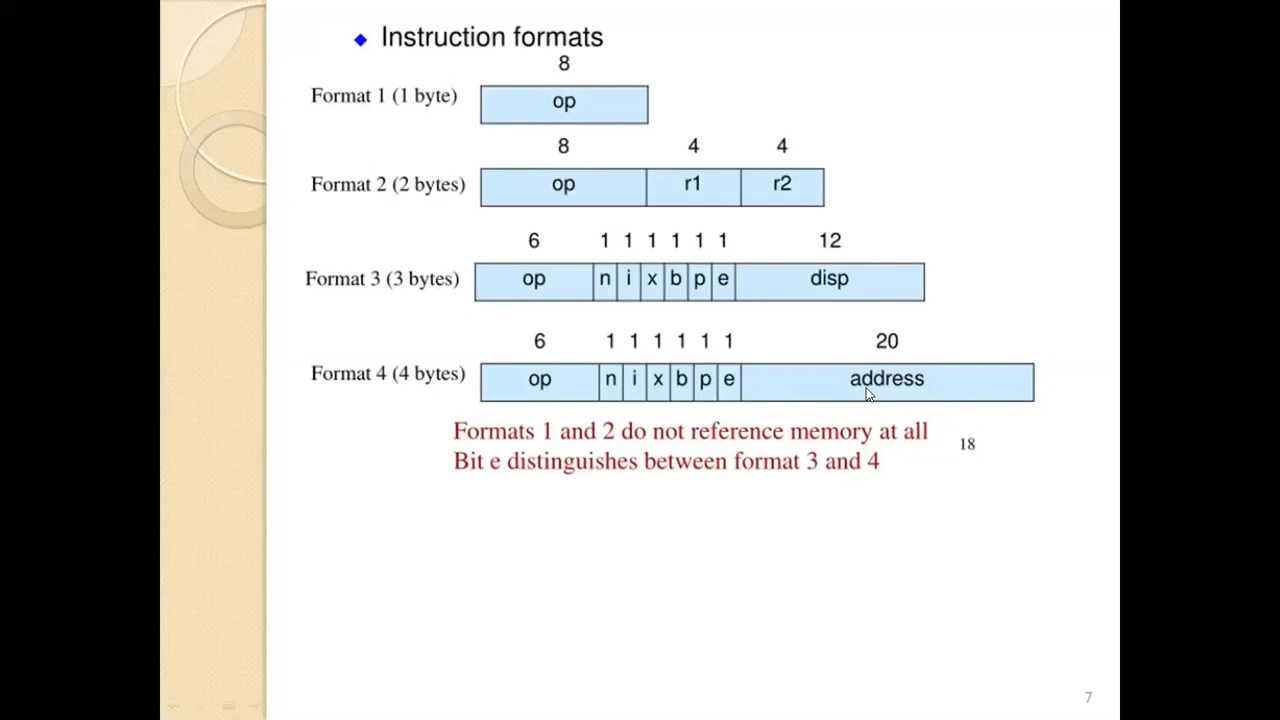 Instruction formats
8
Format 1 (1 byte)
op
8 4 4
Format 2 (2 bytes)
op r1 r2
6 1 1 1 1 1 1 12
Format 3 (3 bytes)
op n i x b p e disp
6 1 1 1 1 1 1 20
Format 4 (4 bytes)
op n i x b p e address
Formats 1 and 2 do not reference memory at all
18
Bit e distinguishes between format 3 and 4
7